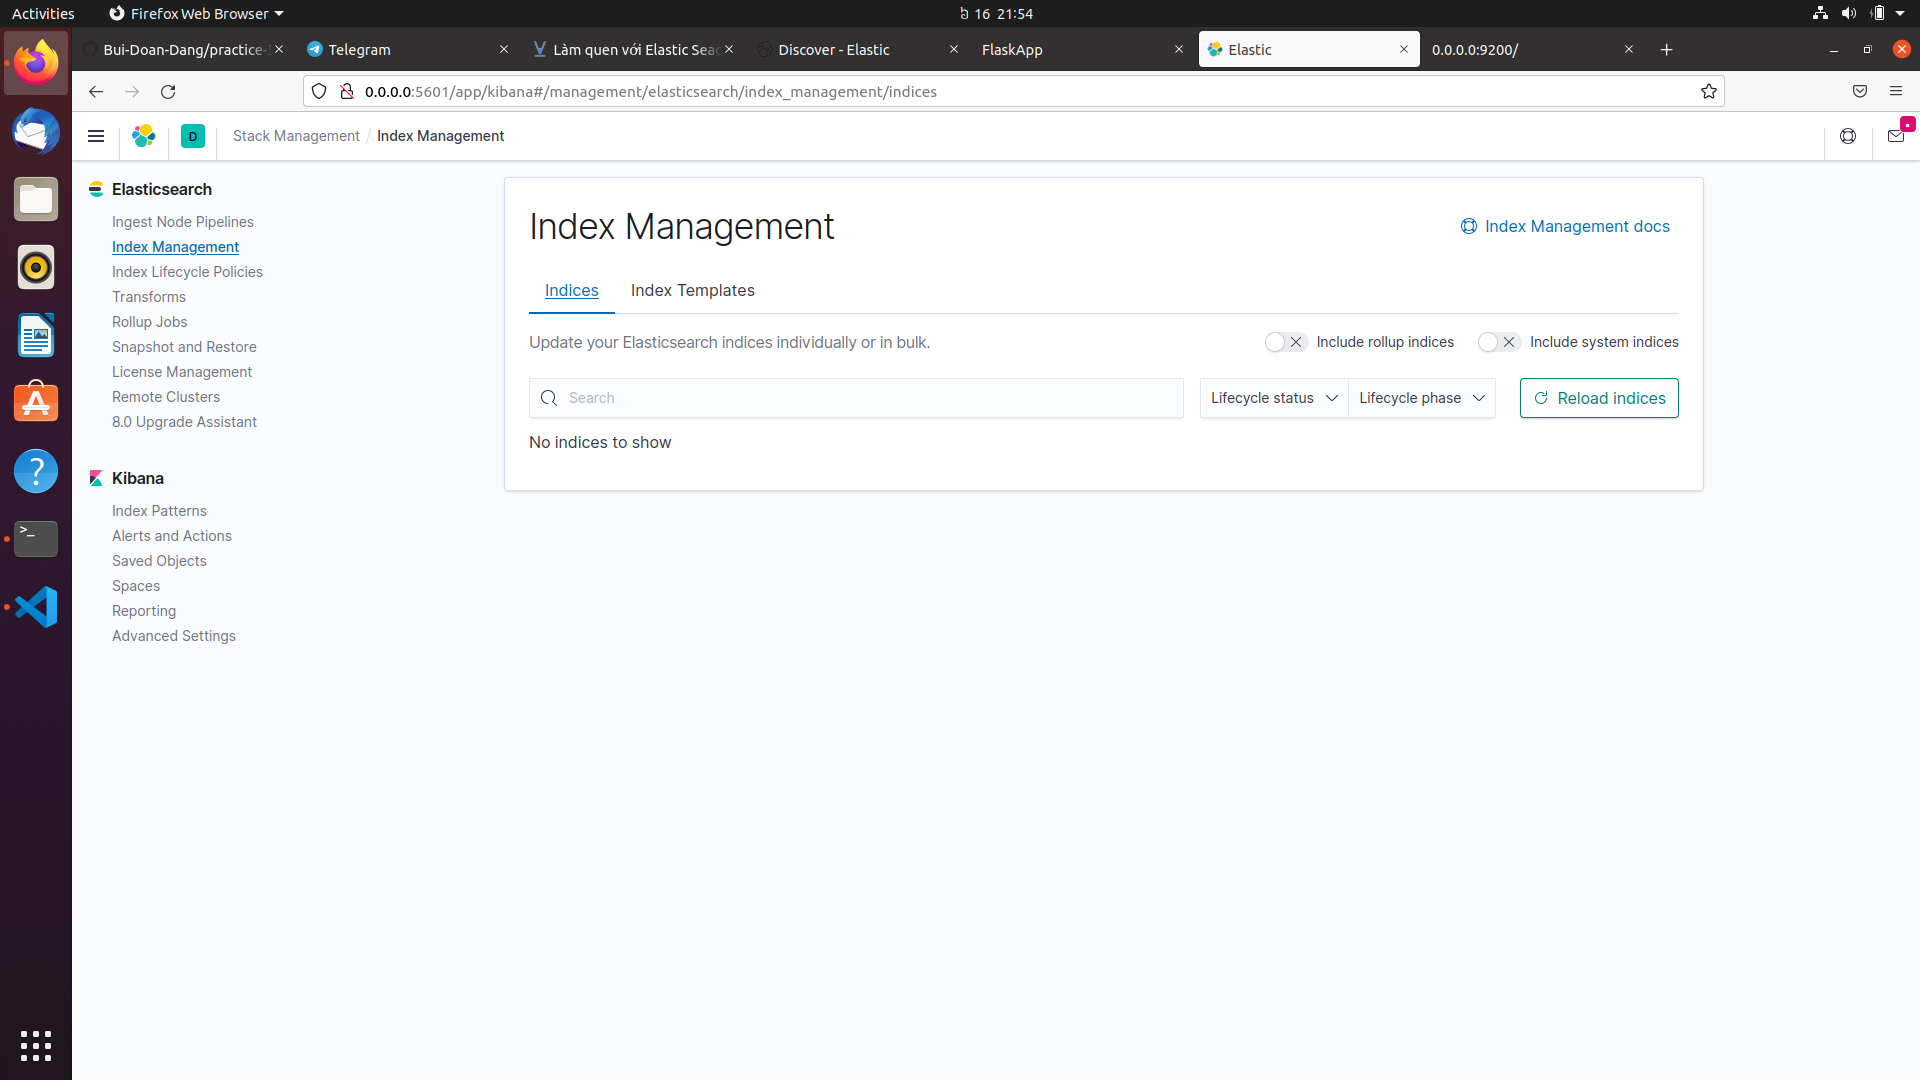 Activities
Firefox Web Browser
6 16 21:54
Bui-Doan-Dang/practice-
Telegram
Làm quen với Elastic Seac
Discover - Elastic
FlaskApp
Elastic
0.0.0.0:9200/
0.0.0.0:5601/app/kibana#/management/elasticsearch/index_management/indices
D
Stack Management / Index Management
Elasticsearch
Ingest Node Pipelines
Index Management
Index Lifecycle Policies
Transforms
Rollup Jobs
Snapshot and Restore
License Management
Remote Clusters
8.0 Upgrade Assistant
Kibana
Index Patterns
Alerts and Actions
Saved Objects
Spaces
Reporting
Advanced Settings
Index Management
Index Management docs
Indices
Index Templates
Update your Elasticsearch indices individually or in bulk.
Include rollup indices
Include system indices
Search
Lifecycle status
Lifecycle phase
Reload indices
No indices to show